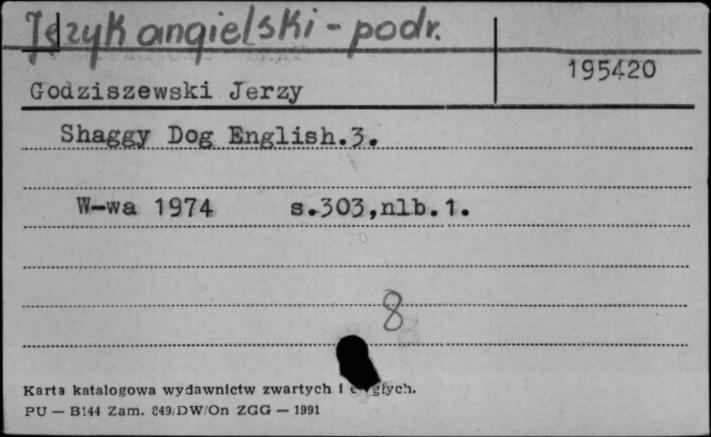 Język angielski - podr.
195420
Godziszewski Jerzy
Shaggy Dog English.3.
W-wa 1974 s.303,nlb.1.
8
Karta katalogowa wydawnictw zwartych i
PU — B144 Zam. 849/DW/On ZGG — 1991